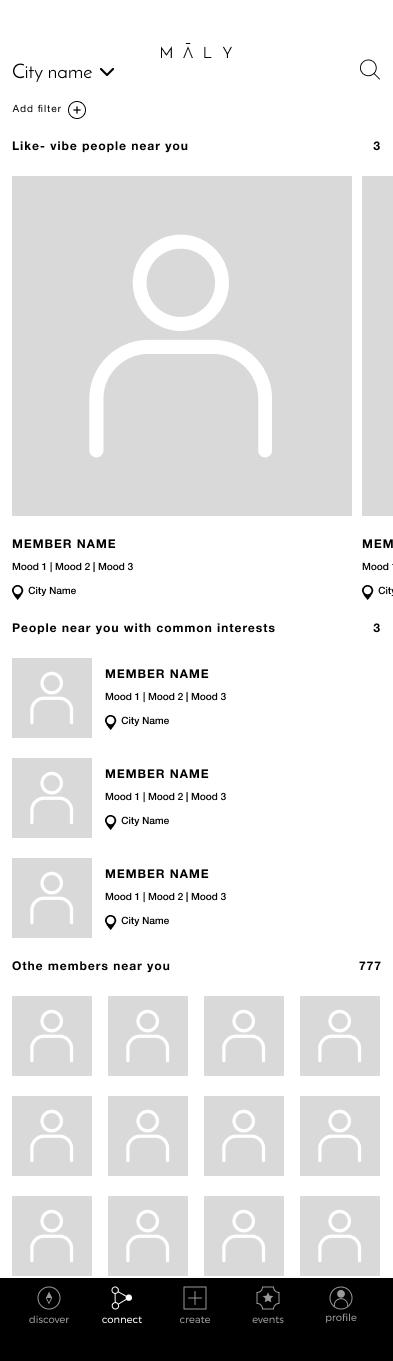 MĀLY
City name
Add filter
Like- vibe people near you 3
MEMBER NAME MEM
Mood 1 | Mood 2 | Mood 3 Mood
City Name City
People near you with common interests 3
MEMBER NAME
Mood 1 | Mood 2 | Mood 3
City Name
MEMBER NAME
Mood 1 | Mood 2 | Mood 3
City Name
MEMBER NAME
Mood 1 | Mood 2 | Mood 3
City Name
Othe members near you 777
discover connect create events profile